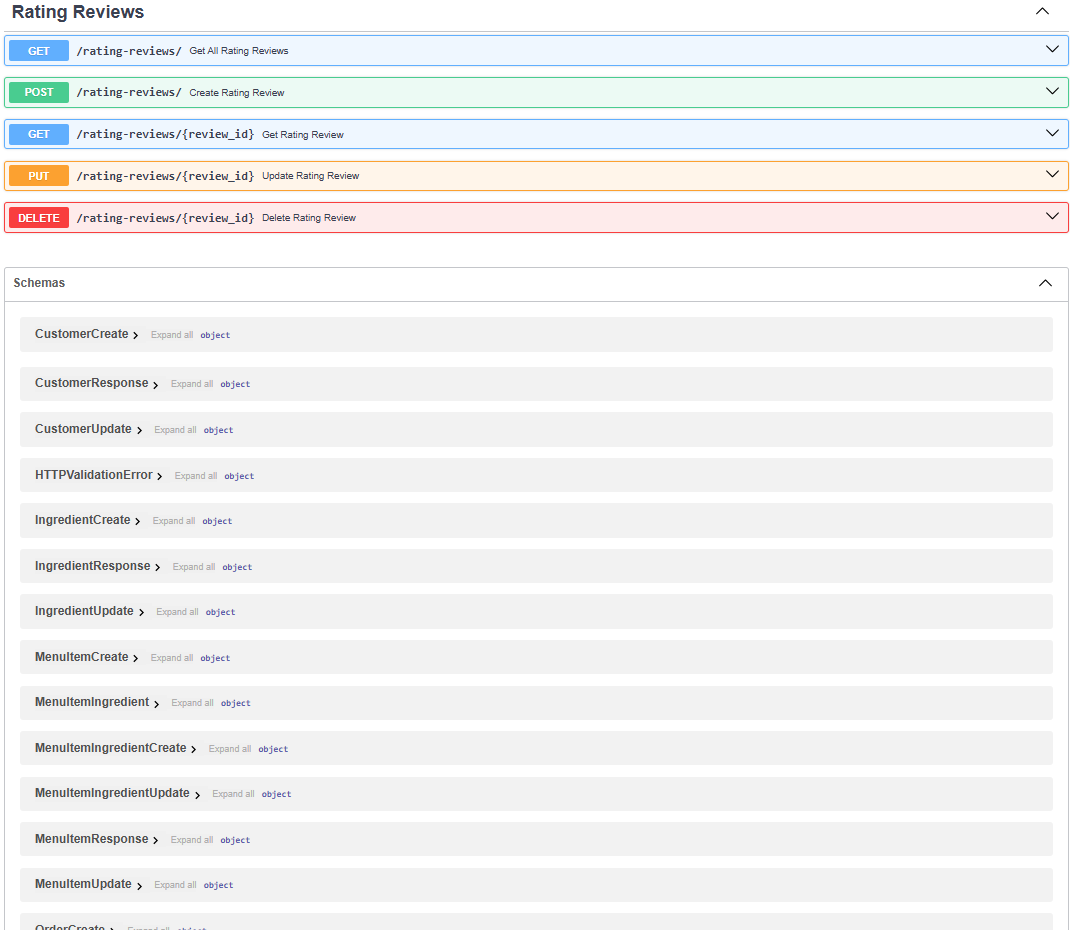 Rating Reviews
GET /rating-reviews/ Get All Rating Reviews
POST /rating-reviews/ Create Rating Review
GET /rating-reviews/{review_id} Get Rating Review
PUT /rating-reviews/{review_id} Update Rating Review
DELETE /rating-reviews/{review_id} Delete Rating Review
Schemas
CustomerCreate Expand all object
CustomerResponse Expand all object
CustomerUpdate Expand all object
HTTPValidationError Expand all object
IngredientCreate Expand all object
IngredientResponse Expand all object
IngredientUpdate Expand all object
MenuItemCreate Expand all object
MenuItemIngredient Expand all object
MenuItemIngredientCreate Expand all object
MenuItemIngredientUpdate Expand all object
MenuItemResponse Expand all object
MenuItemUpdate Expand all object
OrderCreate Expand all object